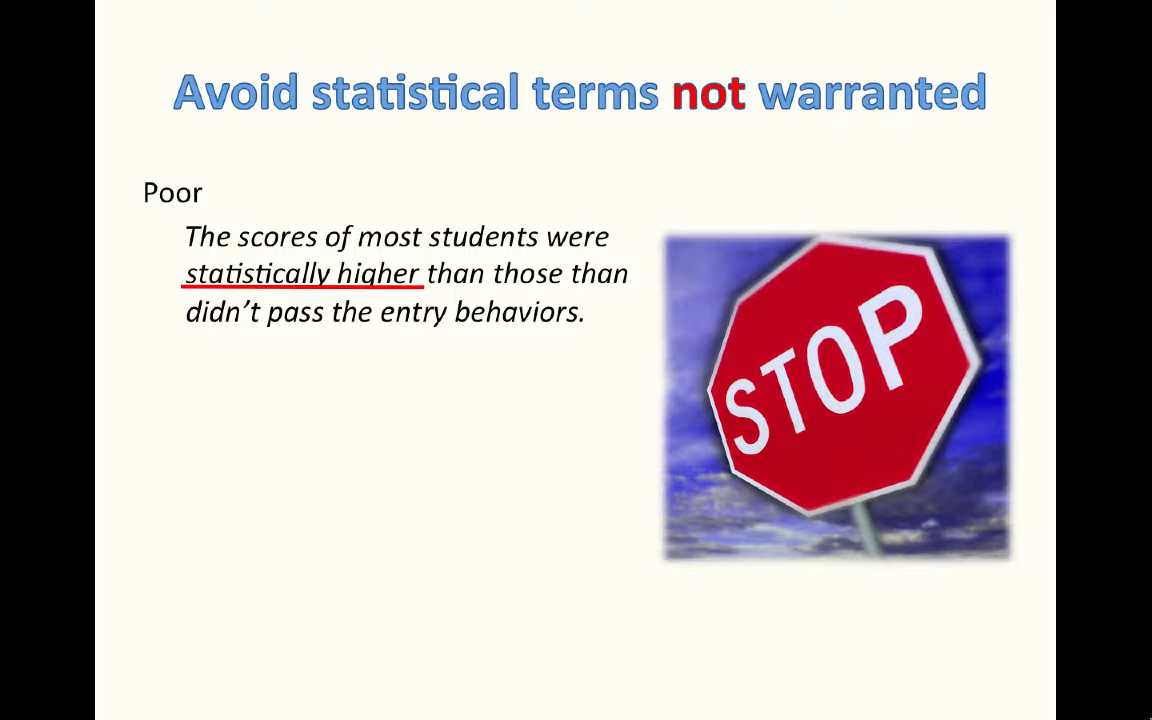 Avoid statistical terms not warranted
Poor
The scores of most students were
statistically higher than those than
didn't pass the entry behaviors.
STOP